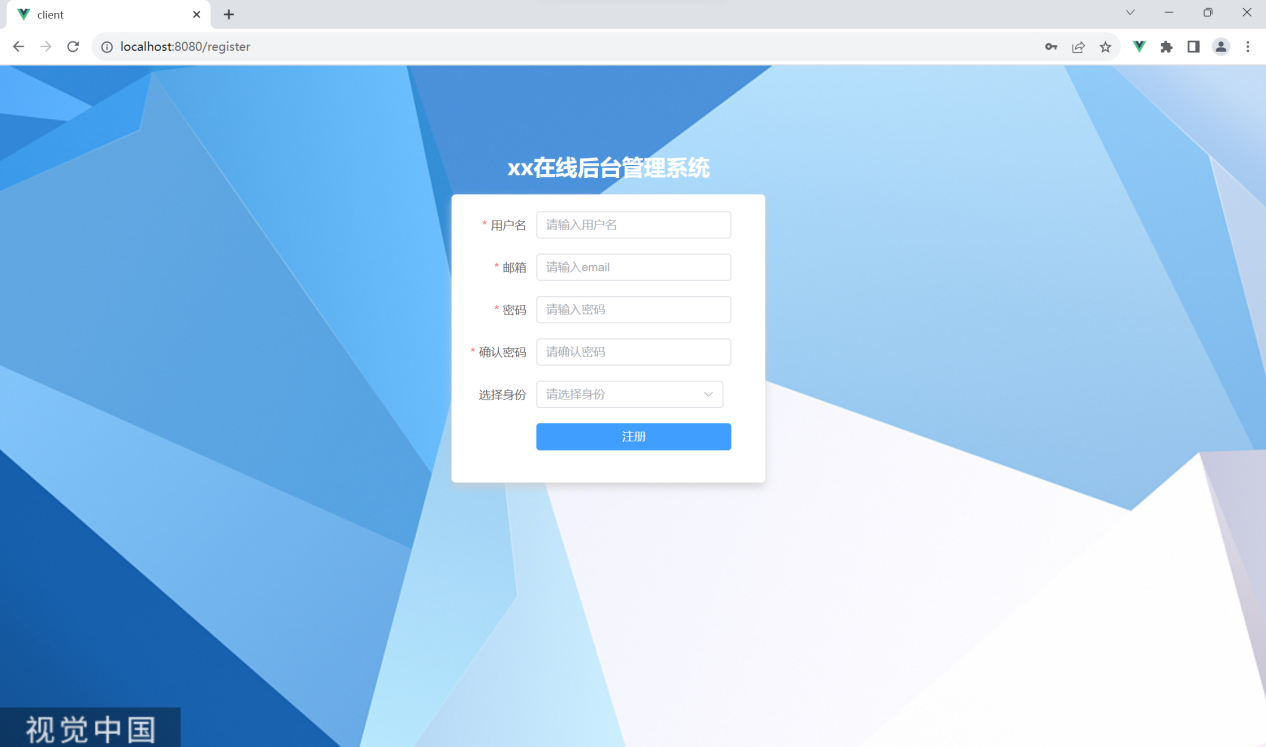 client
localhost:8080/register
xx在线后台管理系统
* 用户名 请输入用户名
* 邮箱 请输入email
* 密码 请输入密码
* 确认密码 请确认密码
选择身份 请选择身份
注册
视觉中国